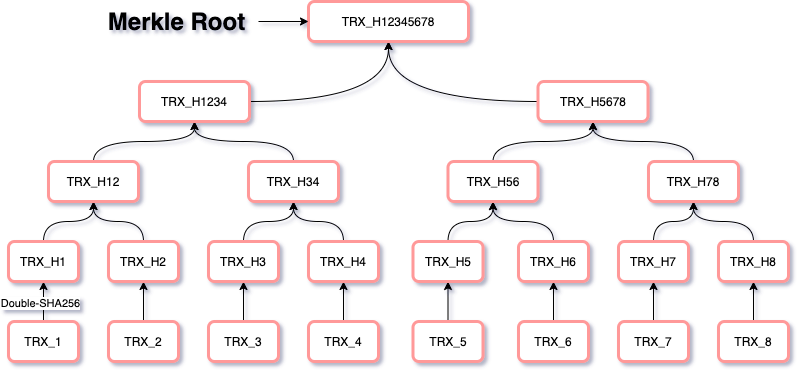 Merkle Root
TRX_H12345678
TRX_H1234
TRX_H5678
TRX_H12
TRX_H34
TRX_H56
TRX_H78
TRX_H1
TRX_H2
TRX_H3
TRX_H4
TRX_H5
TRX_H6
TRX_H7
TRX_H8
Double-SHA256
TRX_1
TRX_2
TRX_3
TRX_4
TRX_5
TRX_6
TRX_7
TRX_8